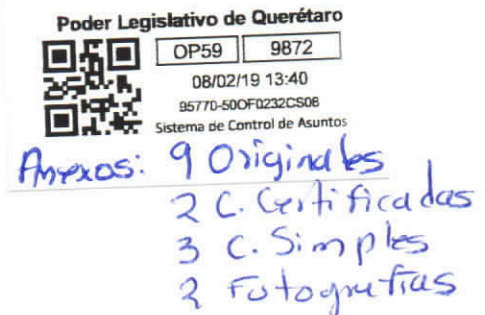 Poder Legislativo de Querétaro
OP59 9872
08/02/19 13:40
95770-50OF0232CS08
Sistema de Control de Asuntos
Anexos: 9 Originales
2 C. Certificadas
3 C. Simples
2 Fotografias